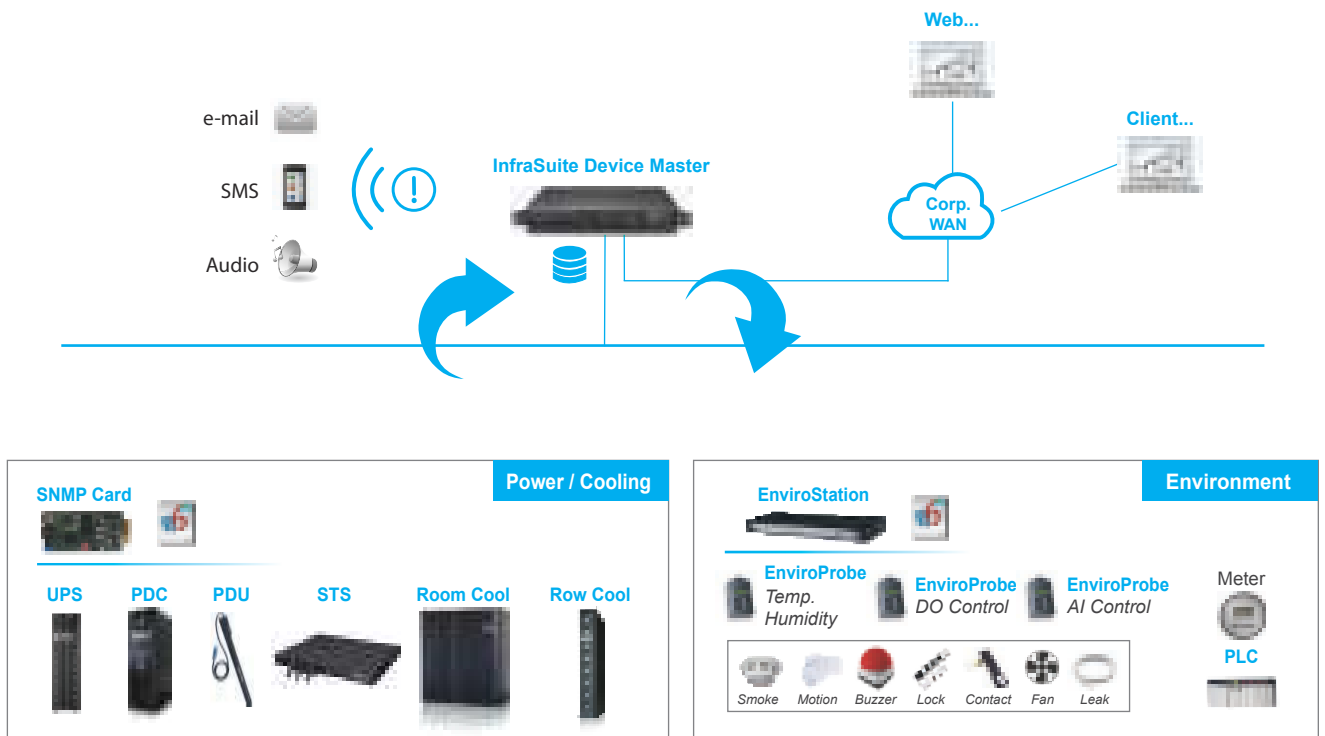 Web...
Client...
e-mail
SMS
Audio
InfraSuite Device Master
Corp.
WAN
Power / Cooling
SNMP Card
UPS
PDC
PDU
STS
Room Cool
Row Cool
Environment
EnviroStation
EnviroProbe
Temp.
Humidity
EnviroProbe
DO Control
EnviroProbe
AI Control
Meter
PLC
Smoke
Motion
Buzzer
Lock
Contact
Fan
Leak